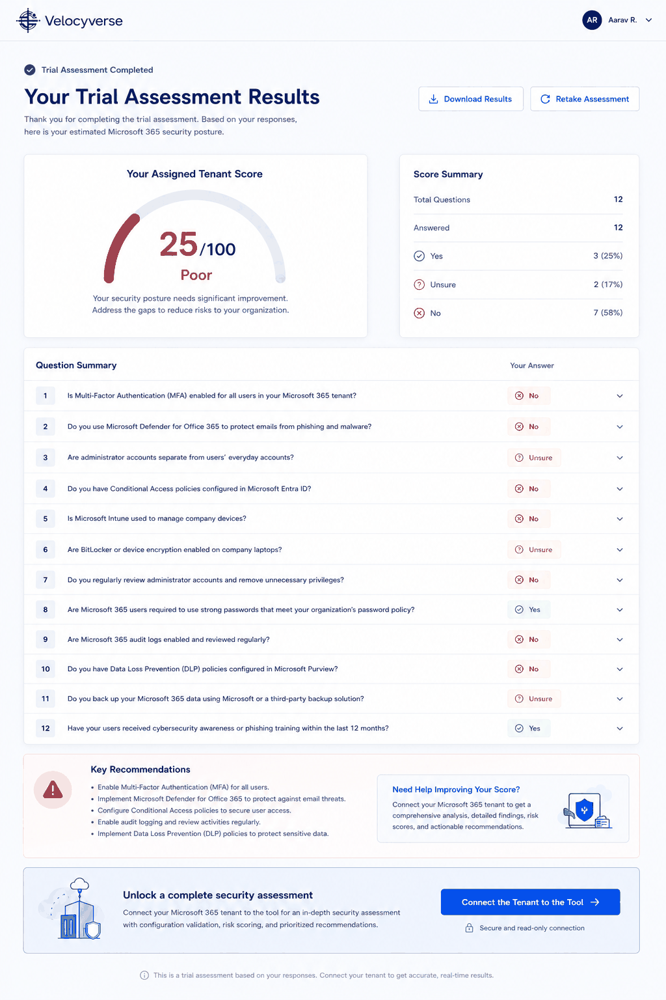 Velocyverse
AR Aarav R.
Trial Assessment Completed
Your Trial Assessment Results
Download Results
Retake Assessment
Thank you for completing the trial assessment. Based on your responses,
here is your estimated Microsoft 365 security posture.
Your Assigned Tenant Score
25/100
Poor
Your security posture needs significant improvement.
Address the gaps to reduce risks to your organization.
Score Summary
Total Questions 12
Answered 12
Yes 3 (25%)
Unsure 2 (17%)
No 7 (58%)
Question Summary Your Answer
1 Is Multi-Factor Authentication (MFA) enabled for all users in your Microsoft 365 tenant? No
2 Do you use Microsoft Defender for Office 365 to protect emails from phishing and malware? No
3 Are administrator accounts separate from users' everyday accounts? Unsure
4 Do you have Conditional Access policies configured in Microsoft Entra ID? No
5 Is Microsoft Intune used to manage company devices? No
6 Are BitLocker or device encryption enabled on company laptops? Unsure
7 Do you regularly review administrator accounts and remove unnecessary privileges? No
8 Are Microsoft 365 users required to use strong passwords that meet your organization's password policy? Yes
9 Are Microsoft 365 audit logs enabled and reviewed regularly? No
10 Do you have Data Loss Prevention (DLP) policies configured in Microsoft Purview? No
11 Do you back up your Microsoft 365 data using Microsoft or a third-party backup solution? Unsure
12 Have your users received cybersecurity awareness or phishing training within the last 12 months? Yes
Key Recommendations
• Enable Multi-Factor Authentication (MFA) for all users.
• Implement Microsoft Defender for Office 365 to protect against email threats.
• Configure Conditional Access policies to secure user access.
• Enable audit logging and review activities regularly.
• Implement Data Loss Prevention (DLP) policies to protect sensitive data.
Need Help Improving Your Score?
Connect your Microsoft 365 tenant to get a
comprehensive analysis, detailed findings, risk
scores, and actionable recommendations.
Unlock a complete security assessment
Connect your Microsoft 365 tenant to the tool for an in-depth security assessment
with configuration validation, risk scoring, and prioritized recommendations.
Connect the Tenant to the Tool
Secure and read-only connection
This is a trial assessment based on your responses. Connect your tenant to get accurate, real-time results.